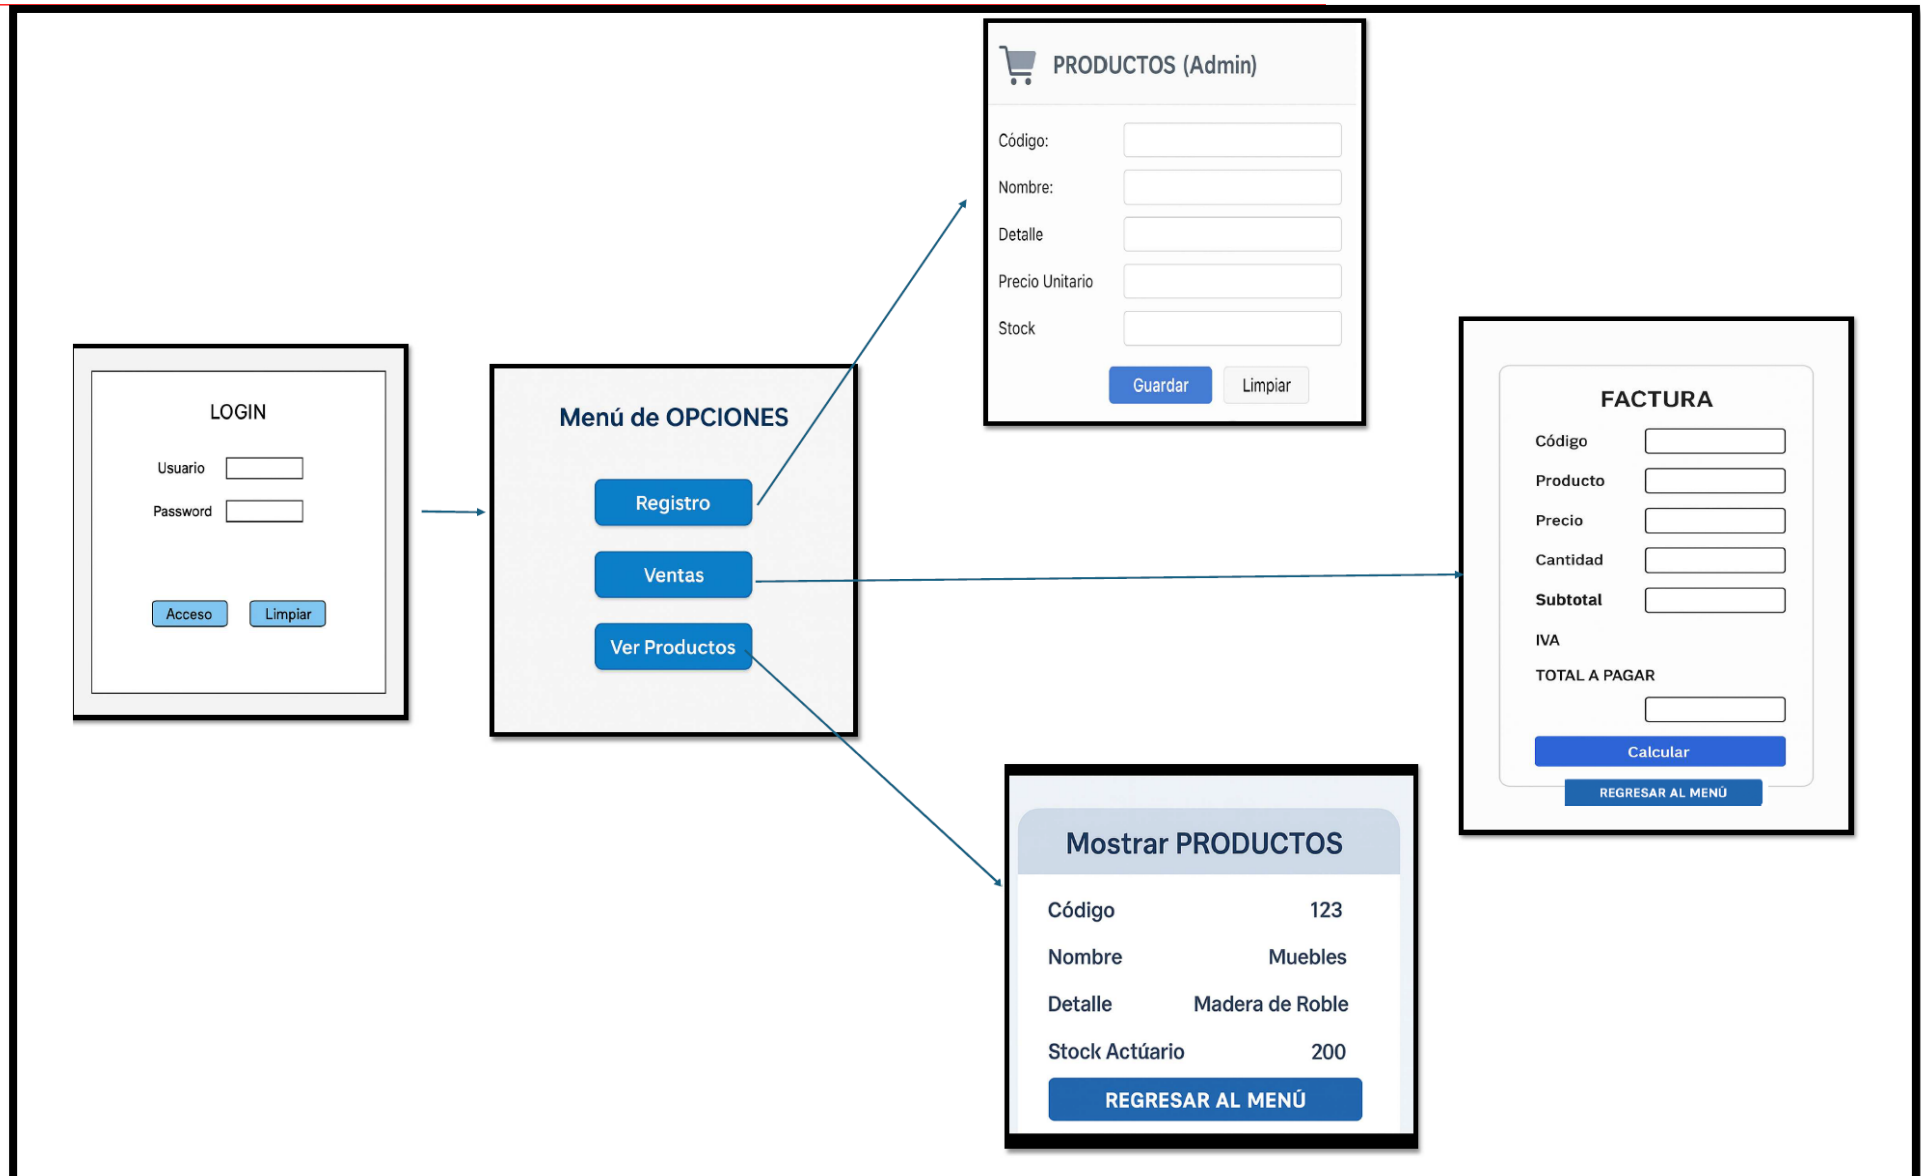 LOGIN
Usuario
Password
Acceso Limpiar
Menú de OPCIONES
Registro
Ventas
Ver Productos
PRODUCTOS (Admin)
Código:
Nombre:
Detalle
Precio Unitario
Stock
Guardar Limpiar
FACTURA
Código
Producto
Precio
Cantidad
Subtotal
IVA
TOTAL A PAGAR
Calcular
REGRESAR AL MENÚ
Mostrar PRODUCTOS
Código 123
Nombre Muebles
Detalle Madera de Roble
Stock Actúario 200
REGRESAR AL MENÚ